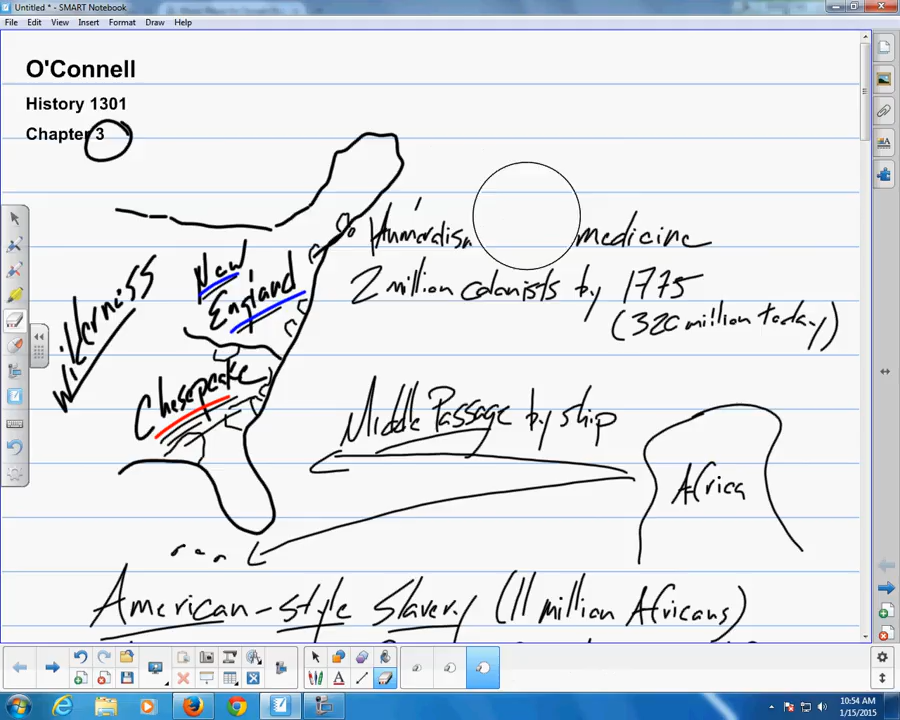 Untitled * - SMART Notebook
File Edit View Insert Format Draw Help
O'Connell
History 1301
Chapter 3
New
England
Wilderniss
Chesepeake
medicine
2 million colonists by 1775
(320 million today)
Middle Passage by ship
Africa
American-style Slavery (11 million Africans)
10:54 AM
1/15/2015